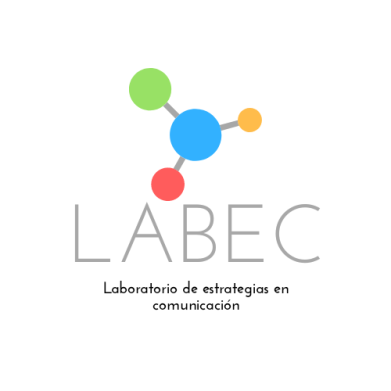 LABEC
Laboratorio de estrategias en
comunicación